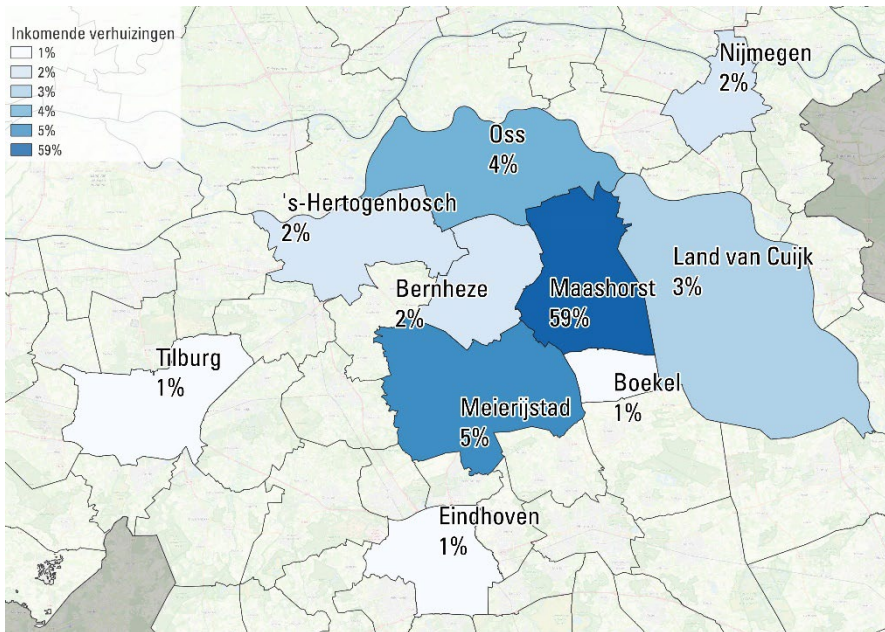 Inkomende verhuizingen
1%
2%
3%
4%
5%
59%
Nijmegen
2%
Oss
4%
's-Hertogenbosch
2%
Land van Cuijk
3%
Bernheze
2%
Maashorst
59%
Tilburg
1%
Boekel
1%
Meierijstad
5%
Eindhoven
1%